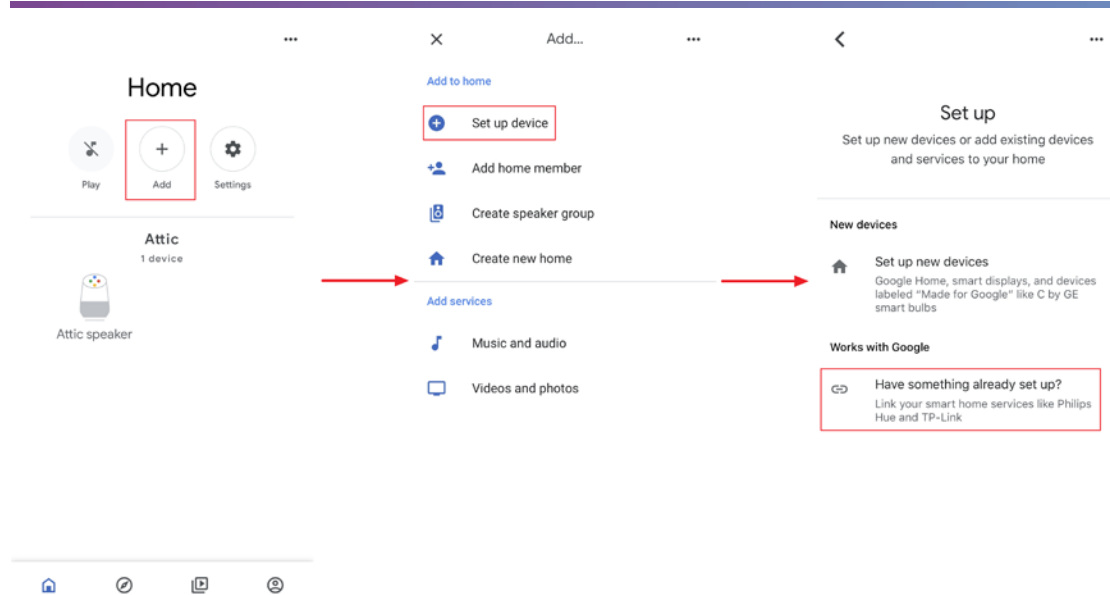 Home
Play
Add
Settings
Attic
1 device
Attic speaker
Add...
Add to home
Set up device
Add home member
Create speaker group
Create new home
Add services
Music and audio
Videos and photos
Set up
Set up new devices or add existing devices
and services to your home
New devices
Set up new devices
Google Home, smart displays, and devices
labeled "Made for Google" like C by GE
smart bulbs
Works with Google
Have something already set up?
Link your smart home services like Philips
Hue and TP-Link